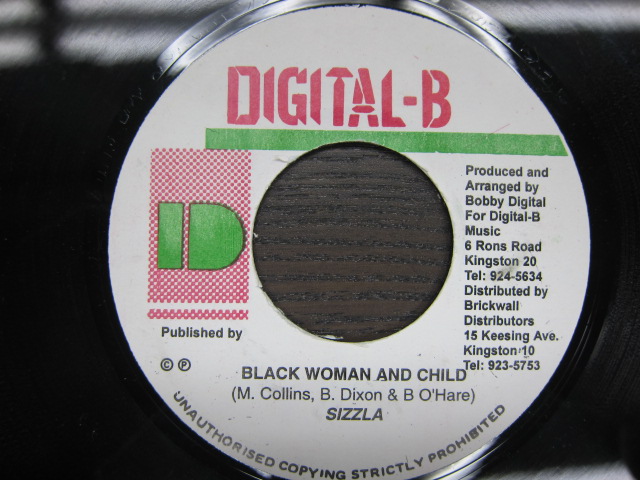 DIGITAL-B
D
Produced and
Arranged by
Bobby Digital
For Digital-B
Music
6 Rons Road
Kingston 20
Tel: 924-5634
Distributed by
Brickwall
Distributors
15 Keesing Ave.
Kingston 10
Tel: 923-5753
Published by
© ℗
BLACK WOMAN AND CHILD
(M. Collins, B. Dixon & B O'Hare)
SIZZLA
UNAUTHORISED COPYING STRICTLY PROHIBITED